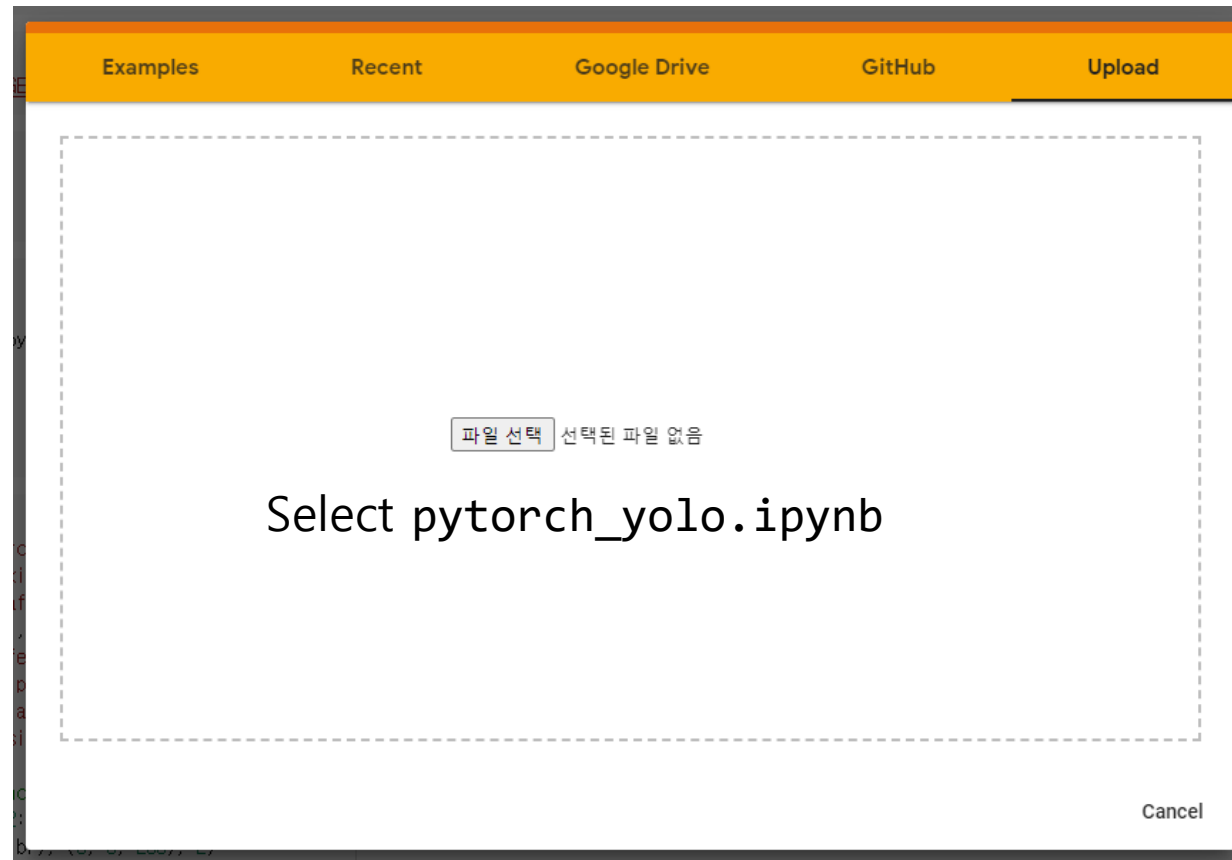 Examples Recent Google Drive GitHub Upload
파일 선택 선택된 파일 없음
Select pytorch_yolo.ipynb
Cancel